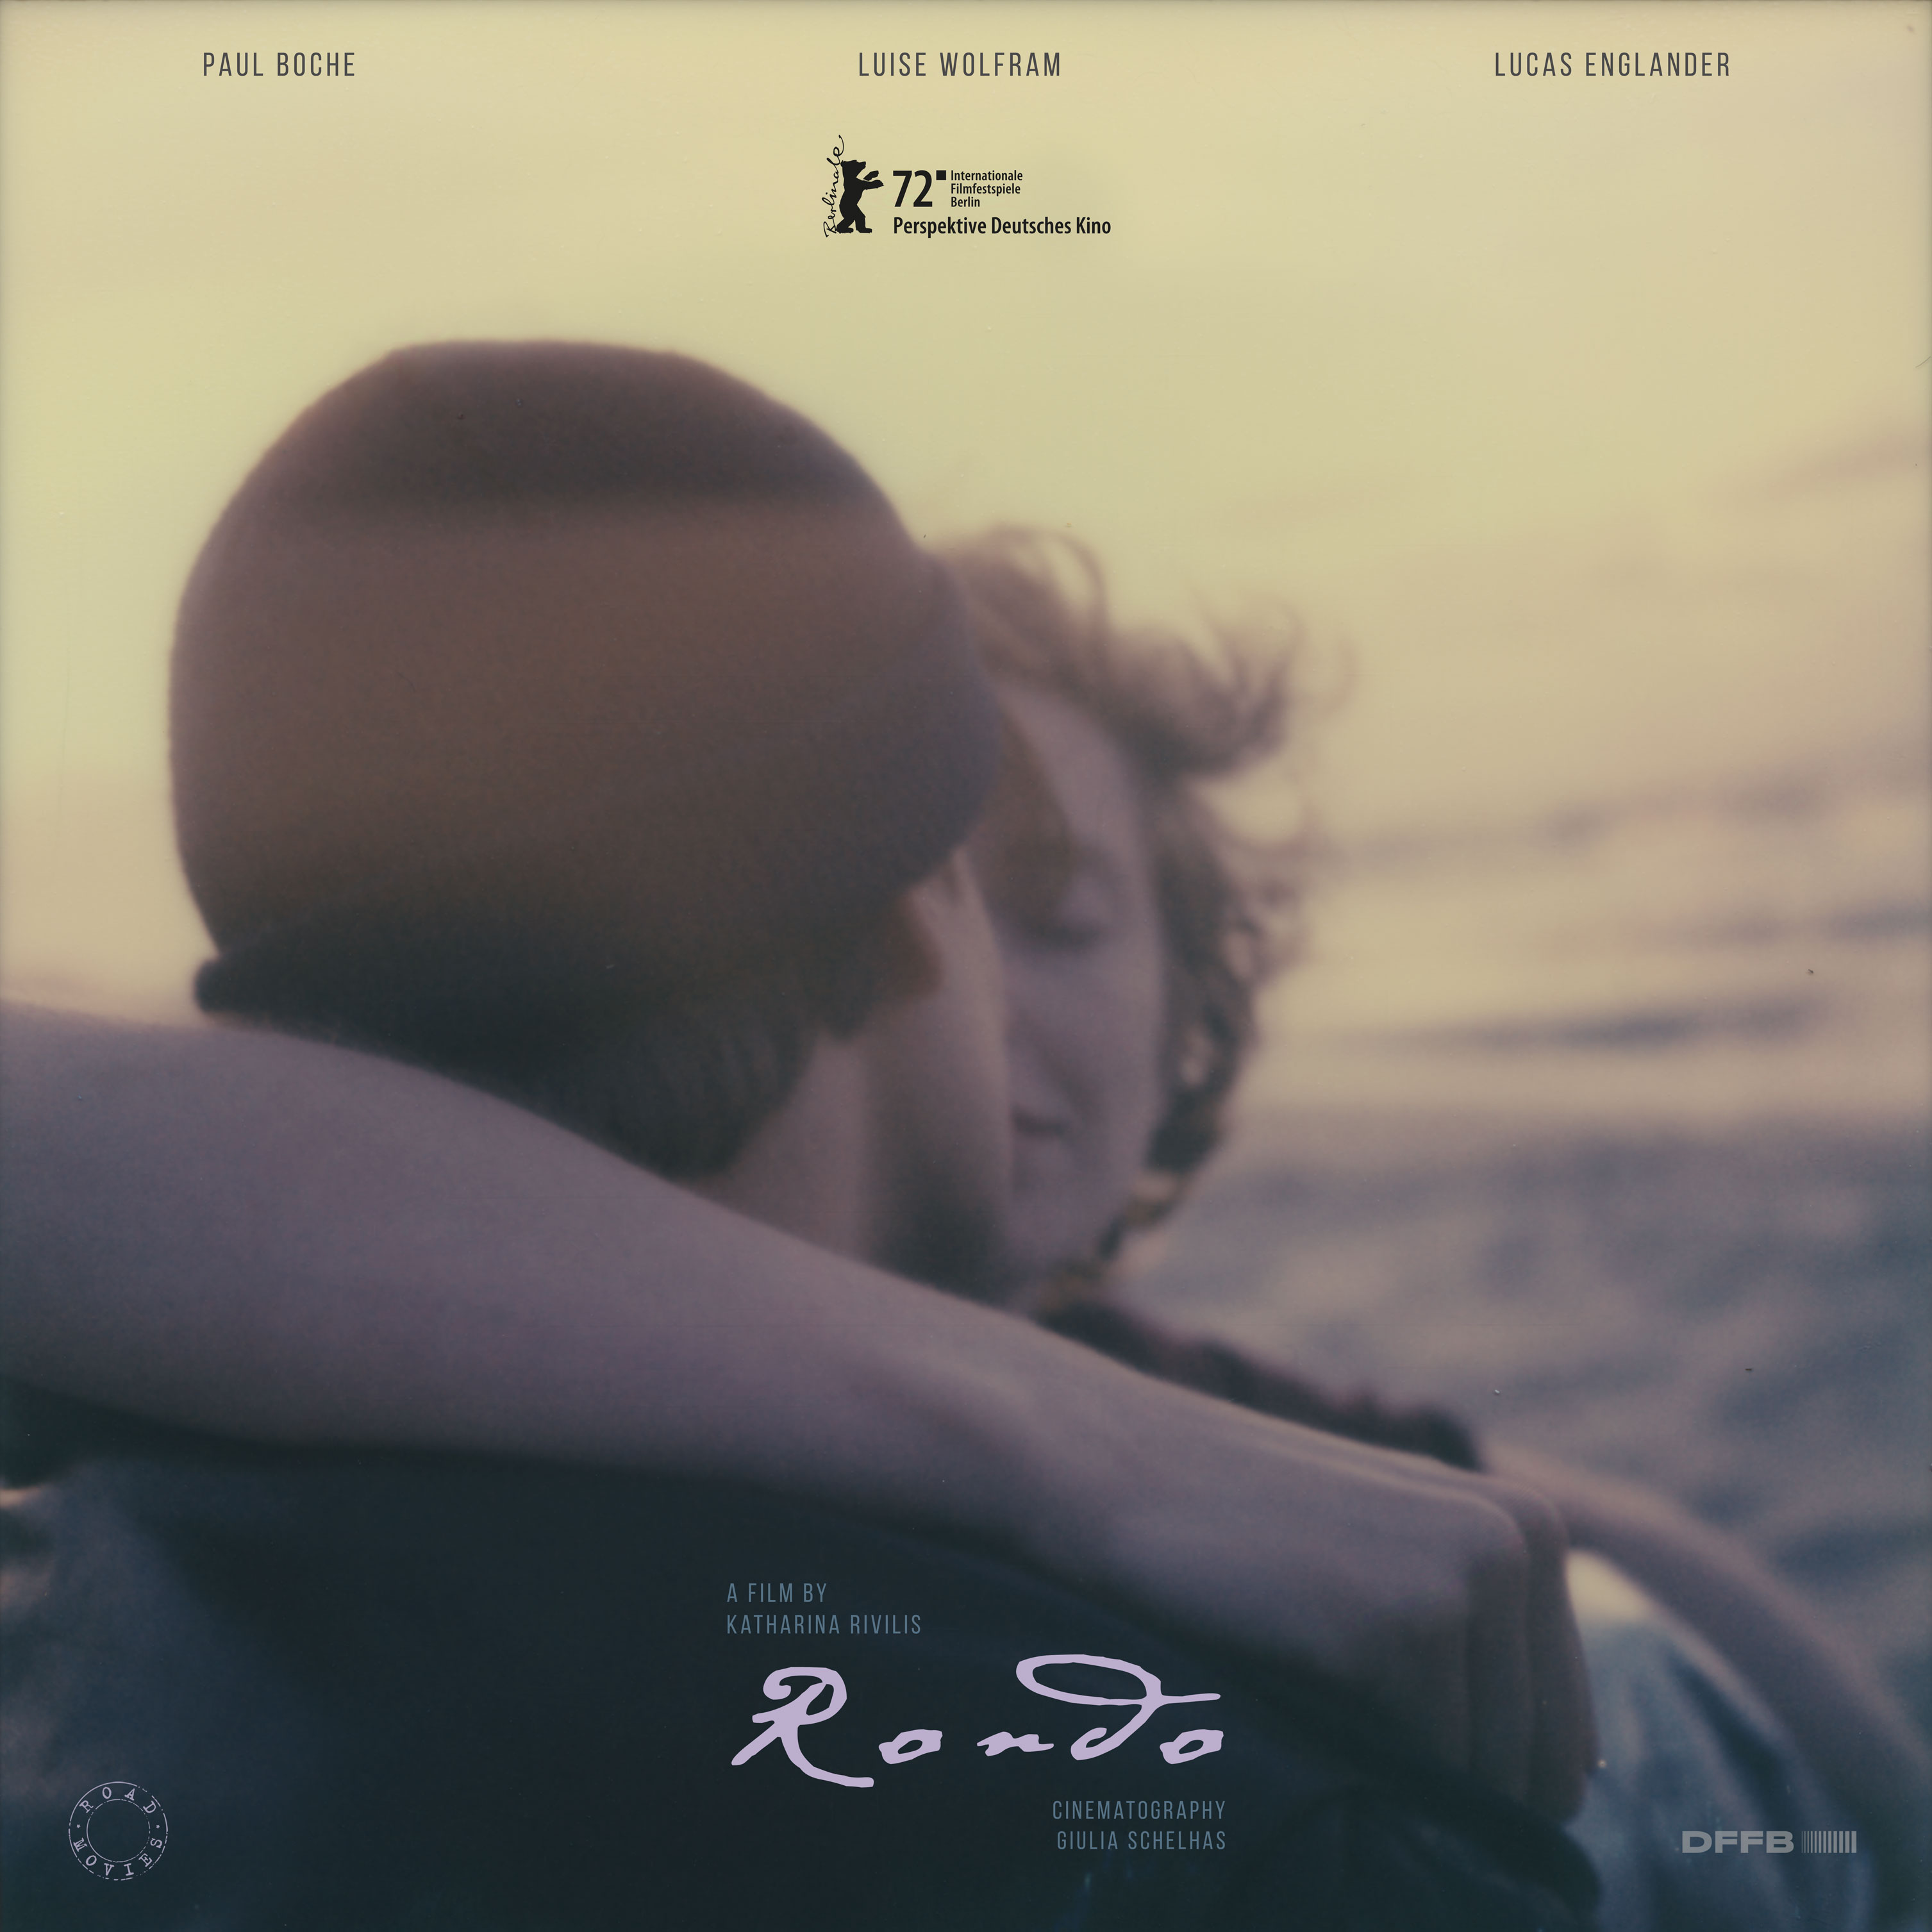 PAUL BOCHE
LUISE WOLFRAM
LUCAS ENGLANDER
Berlinale
72 Internationale
Filmfestspiele
Berlin
Perspektive Deutsches Kino
A FILM BY
KATHARINA RIVILIS
Rondo
CINEMATOGRAPHY
GIULIA SCHELHAS
ROAD MOVIES
DFFB